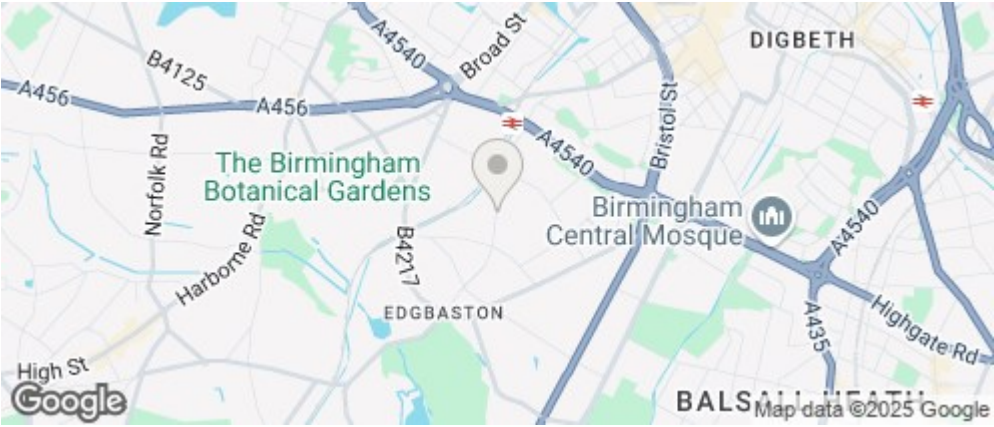 DIGBETH
Broad St
A4540
B4125
A456
A456
Bristol St
A4540
Norfolk Rd
The Birmingham
Botanical Gardens
Birmingham
Central Mosque
A4540
Harborne Rd
B4217
EDGBASTON
A435
Highgate Rd
High St
BALSALL HEATH
Google
Map data ©2025 Google